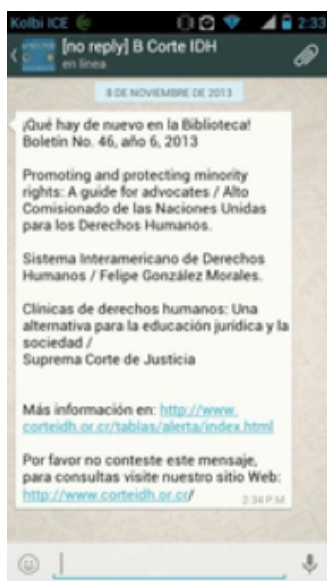 Kolbi ICE 2:33
[no reply] B Corte IDH
en línea
8 DE NOVIEMBRE DE 2013
¡Qué hay de nuevo en la Biblioteca!
Boletín No. 46, año 6, 2013
Promoting and protecting minority
rights: A guide for advocates / Alto
Comisionado de las Naciones Unidas
para los Derechos Humanos.
Sistema Interamericano de Derechos
Humanos / Felipe González Morales.
Clínicas de derechos humanos: Una
alternativa para la educación jurídica y la
sociedad /
Suprema Corte de Justicia
Más información en: http://www.
corteidh.or.cr/tablas/alerta/index.html
Por favor no conteste este mensaje,
para consultas visite nuestro sitio Web:
http://www.corteidh.or.cr/
2:34 P.M.